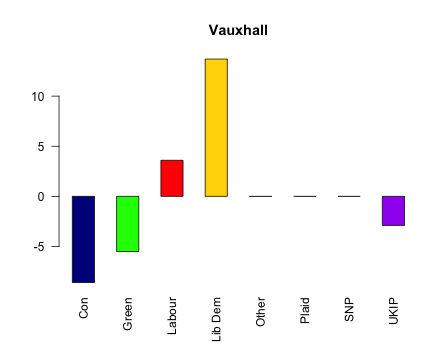 Vauxhall
10
5
0
-5
Con
Green
Labour
Lib Dem
Other
Plaid
SNP
UKIP